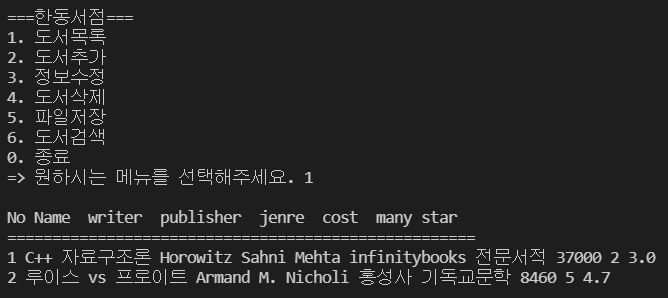 ===한동서점===
1. 도서목록
2. 도서추가
3. 정보수정
4. 도서삭제
5. 파일저장
6. 도서검색
0. 종료
=> 원하시는 메뉴를 선택해주세요. 1
No Name  writer  publisher  jenre  cost  many star
====================================================
1 C++ 자료구조론 Horowitz Sahni Mehta infinitybooks 전문서적 37000 2 3.0
2 루이스 vs 프로이트 Armand M. Nicholi 홍성사 기독교문학 8460 5 4.7